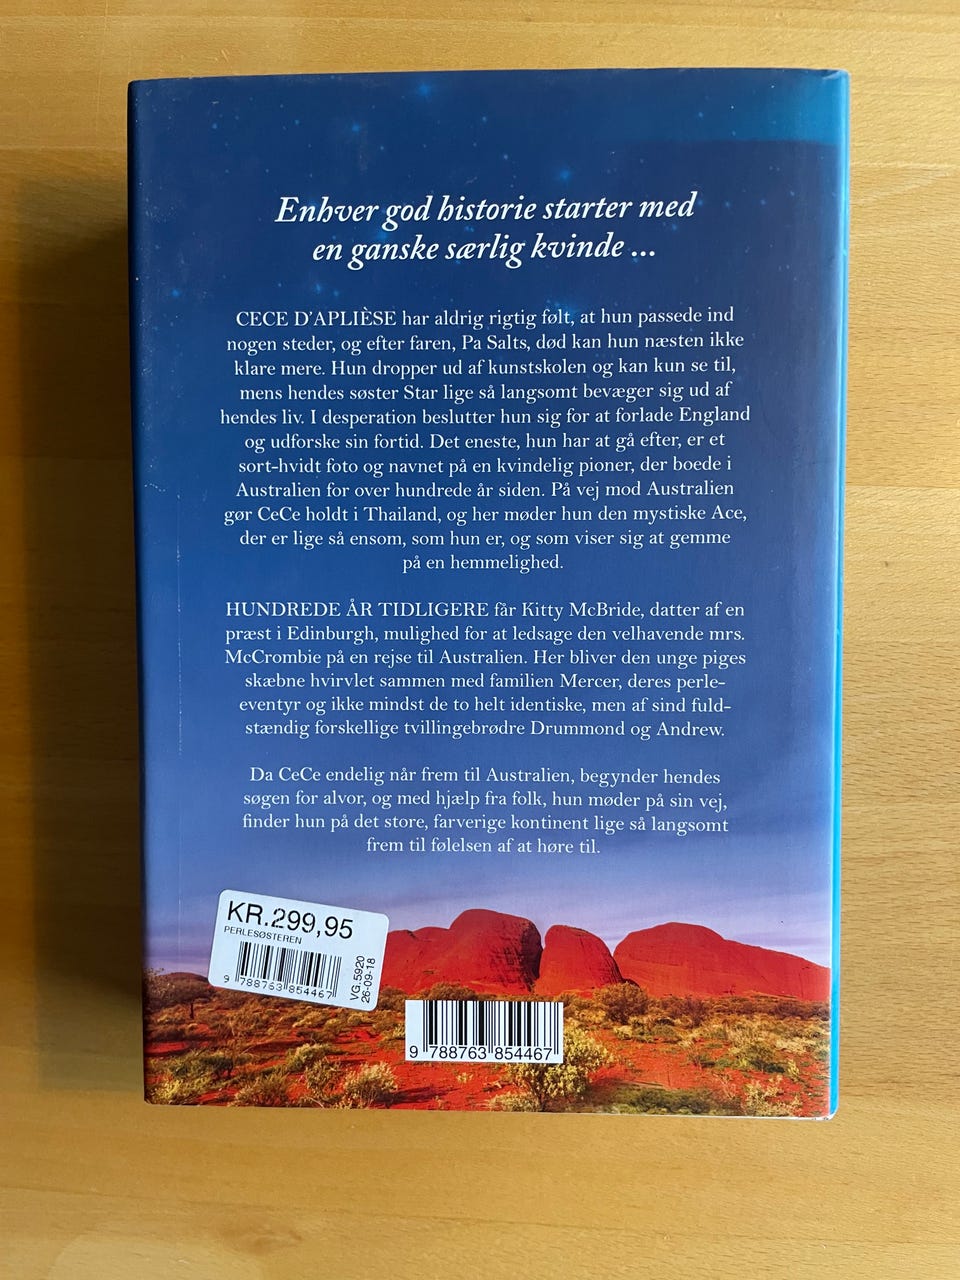 Enhver god historie starter med
en ganske særlig kvinde ...
CECE D'APLIÈSE har aldrig rigtig følt, at hun passede ind
nogen steder, og efter faren, Pa Salts, død kan hun næsten ikke
klare mere. Hun dropper ud af kunstskolen og kan kun se til,
mens hendes søster Star lige så langsomt bevæger sig ud af
hendes liv. I desperation beslutter hun sig for at forlade England
og udforske sin fortid. Det eneste, hun har at gå efter, er et
sort-hvidt foto og navnet på en kvindelig pioner, der boede i
Australien for over hundrede år siden. På vej mod Australien
gør CeCe holdt i Thailand, og her møder hun den mystiske Ace,
der er lige så ensom, som hun er, og som viser sig at gemme
på en hemmelighed.
HUNDREDE ÅR TIDLIGERE får Kitty McBride, datter af en
præst i Edinburgh, mulighed for at ledsage den velhavende mrs.
McCrombie på en rejse til Australien. Her bliver den unge piges
skæbne hvirvlet sammen med familien Mercer, deres perle-
eventyr og ikke mindst de to helt identiske, men af sind fuld-
stændig forskellige tvillingebrødre Drummond og Andrew.
Da CeCe endelig når frem til Australien, begynder hendes
søgen for alvor, og med hjælp fra folk, hun møder på sin vej,
finder hun på det store, farverige kontinent lige så langsomt
frem til følelsen af at høre til.
KR.299,95
PERLESØSTEREN
9 788763 854467
VG.5920
26-09-18
9 788763 854467